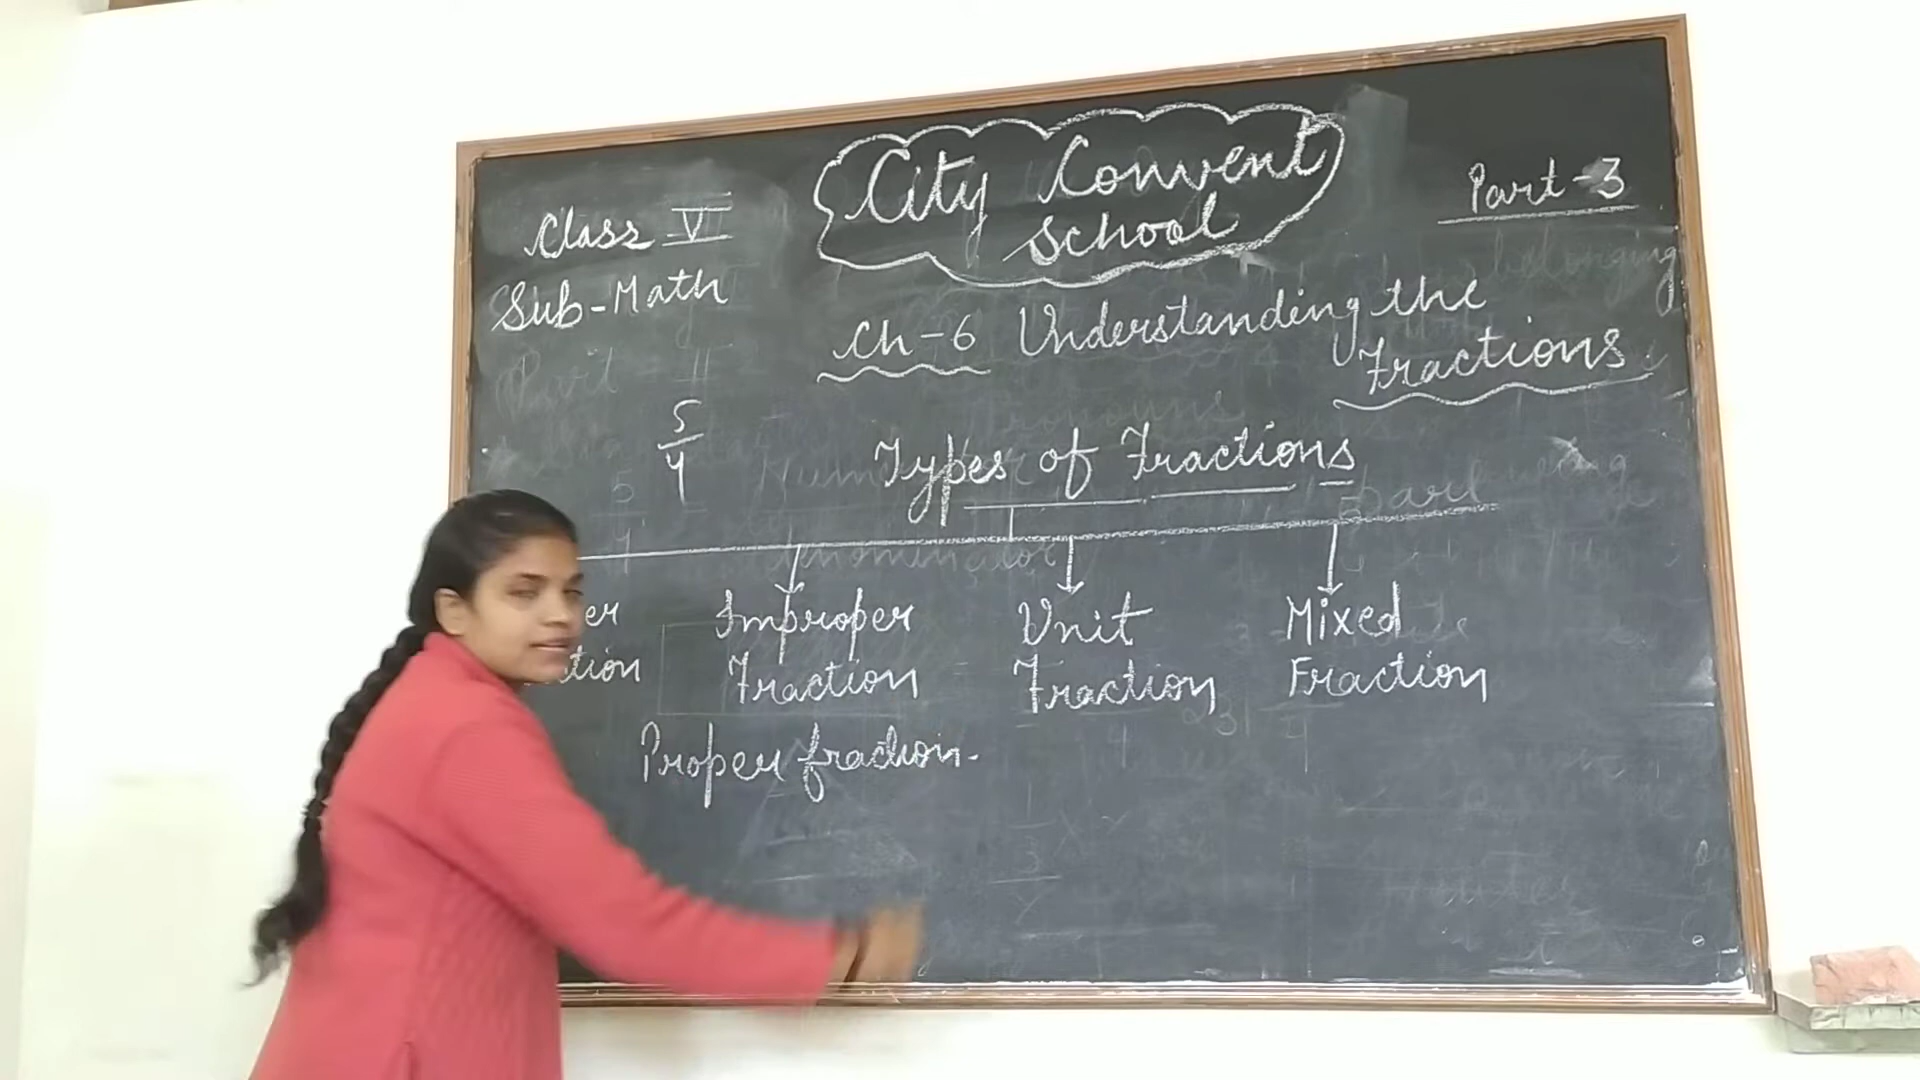 City Convent
School
Part-3
Class V
Sub-Math
Ch-6 Understanding the
Fractions
5
4
Types of Fractions
er Improper Unit Mixed
tion Fraction Fraction Fraction
Proper fraction.